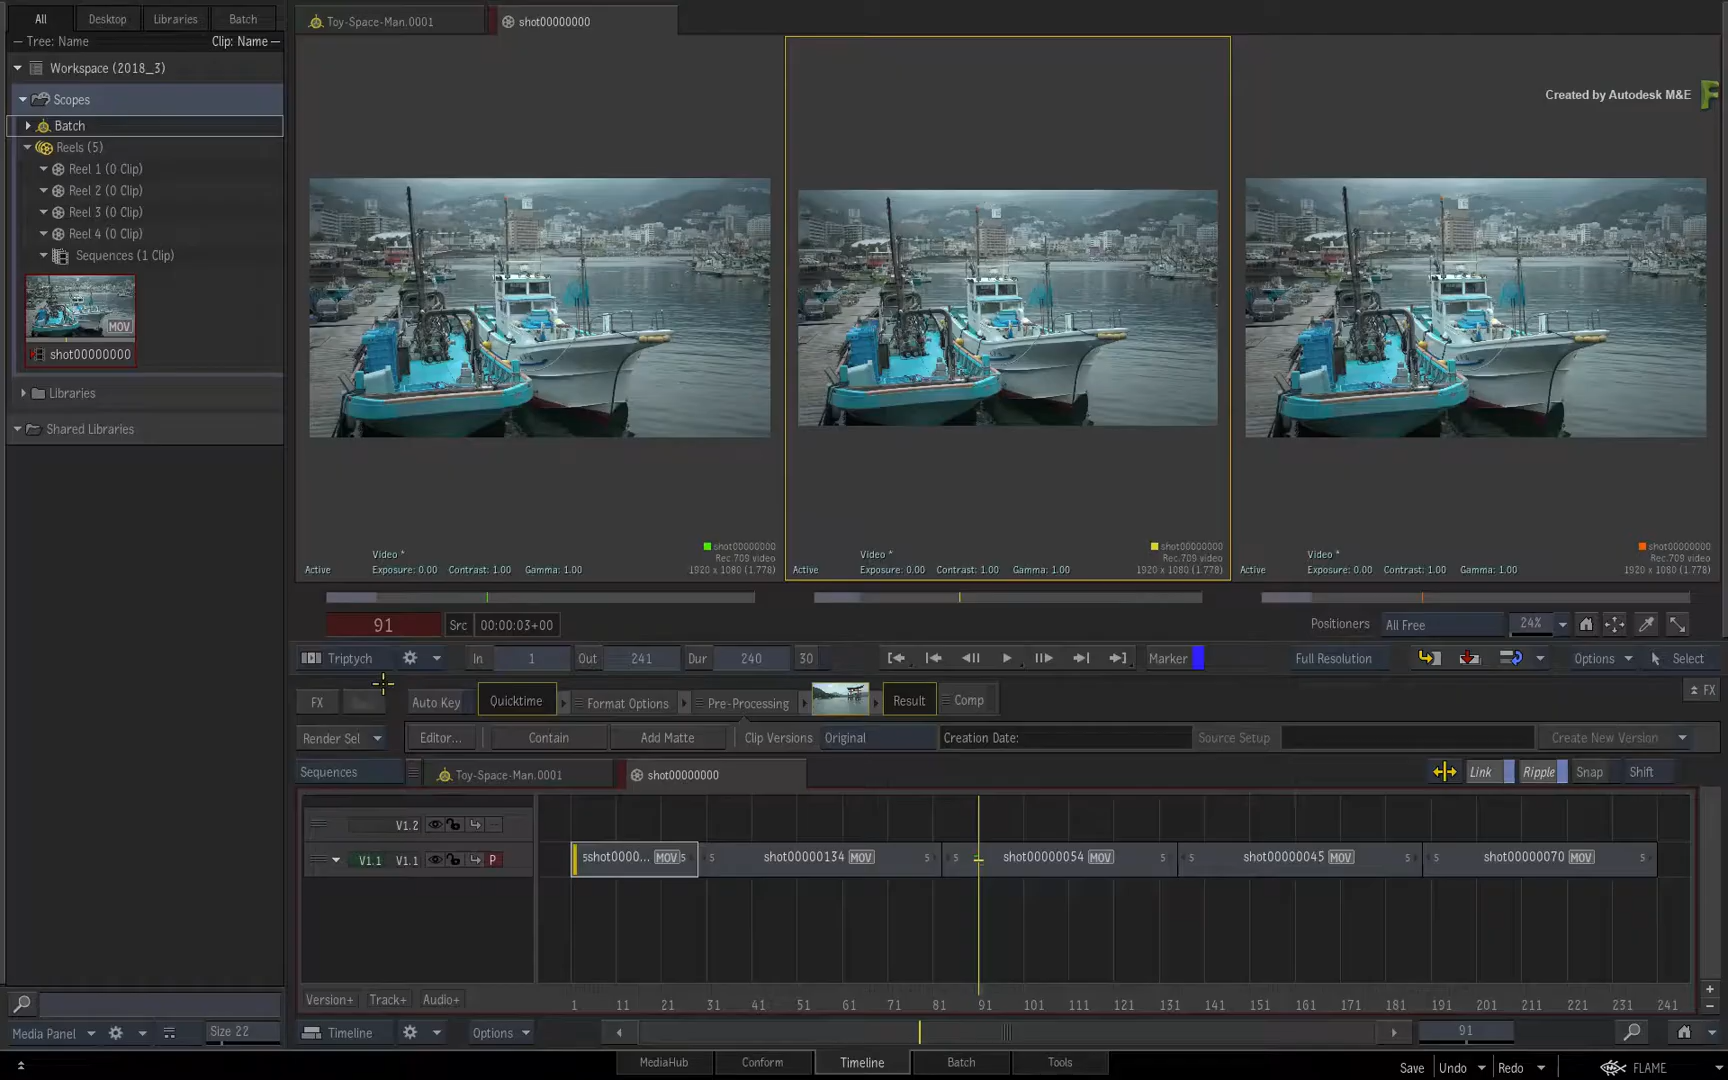 All Desktop Libraries Batch
Tree: Name Clip: Name
Workspace (2018_3)
Scopes
Batch
Reels (5)
Reel 1 (0 Clip)
Reel 2 (0 Clip)
Reel 3 (0 Clip)
Reel 4 (0 Clip)
Sequences (1 Clip)
MOV
shot00000000
Libraries
Shared Libraries
Toy-Space-Man.0001 shot00000000
Created by Autodesk M&E
shot00000000
Video * Rec.709 video
Active Exposure: 0.00 Contrast: 1.00 Gamma: 1.00 1920 x 1080 (1.778)
shot00000000
Video * Rec.709 video
Active Exposure: 0.00 Contrast: 1.00 Gamma: 1.00 1920 x 1080 (1.778)
shot00000000
Video * Rec.709 video
Active Exposure: 0.00 Contrast: 1.00 Gamma: 1.00 1920 x 1080 (1.778)
91 Src 00:00:03+00 Positioners All Free 24%
Triptych In 1 Out 241 Dur 240 30 Marker Full Resolution Options Select
FX Auto Key Quicktime Format Options Pre-Processing Result Comp FX
Render Sel Editor... Contain Add Matte Clip Versions Original Creation Date: Source Setup Create New Version
Sequences Toy-Space-Man.0001 shot00000000 Link Ripple Snap Shift
V1.2
V1.1 V1.1 P sshot0000... MOV s s shot00000134 MOV s s shot00000054 MOV s s shot00000045 MOV s s shot00000070 MOV s
Version+ Track+ Audio+ 1 11 21 31 41 51 61 71 81 91 101 111 121 131 141 151 161 171 181 191 201 211 221 231 241
Media Panel Size 22 Timeline Options 91
MediaHub Conform Timeline Batch Tools Save Undo Redo FLAME